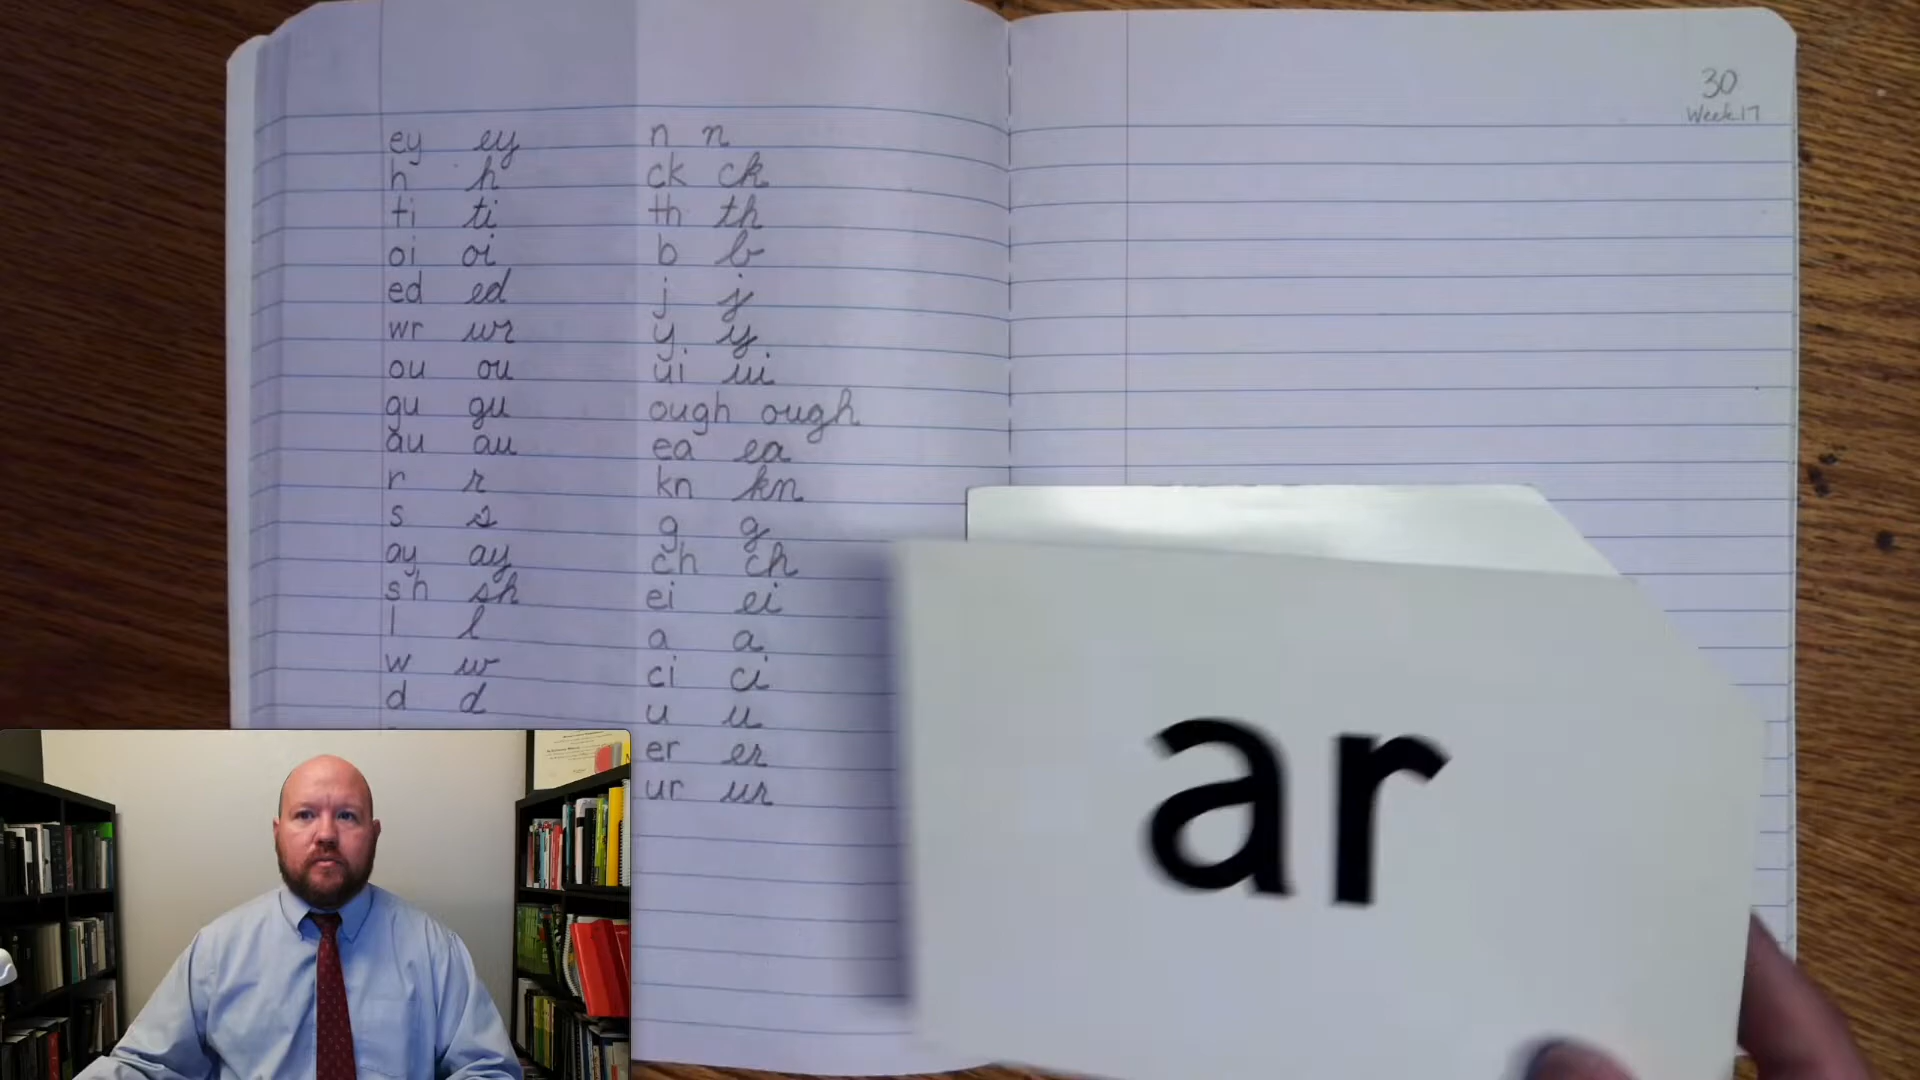 30
Week 17
ey ey
h h
ti ti
oi oi
ed ed
wr wr
ou ou
gu gu
au au
r r
s s
ay ay
sh sh
l l
w w
d d
n n
ck ck
th th
b b
j j
y y
ui ui
ough ough
ea ea
kn kn
g g
ch ch
ei ei
a a
ci ci
u u
er er
ur ur
ar